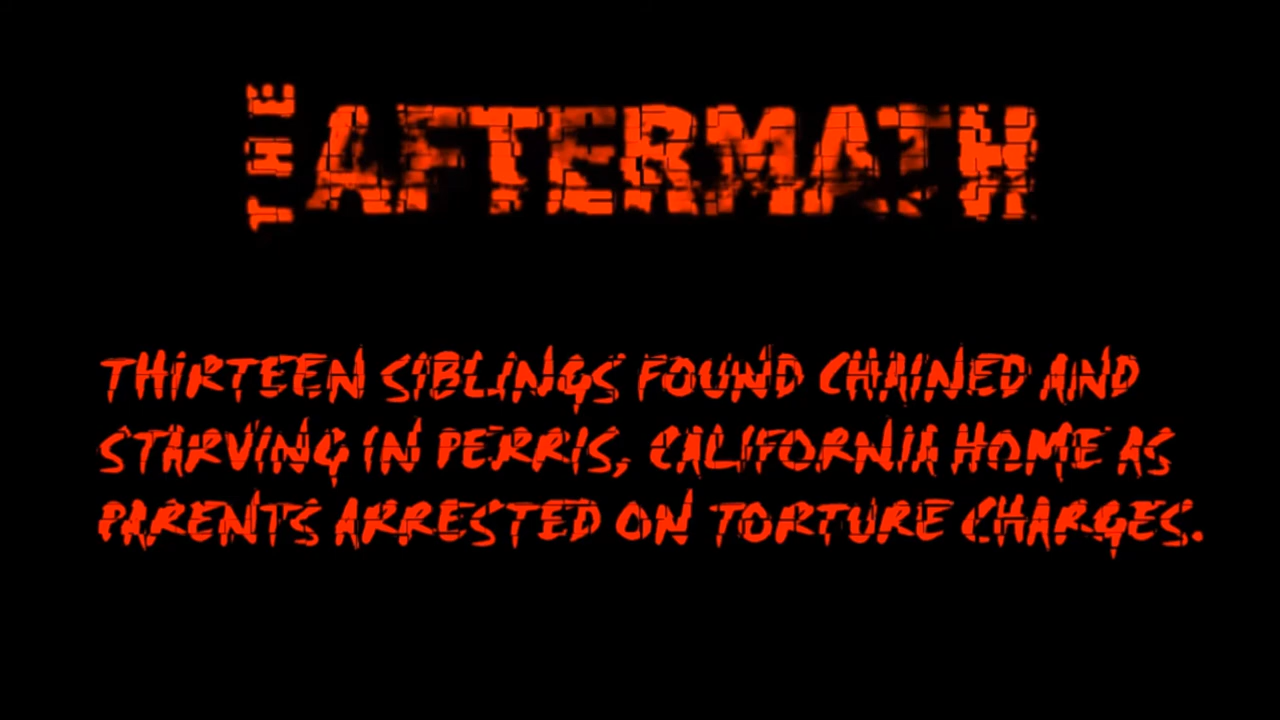 THE AFTERMATH
THIRTEEN SIBLINGS FOUND CHAINED AND
STARVING IN PERRIS, CALIFORNIA HOME AS
PARENTS ARRESTED ON TORTURE CHARGES.